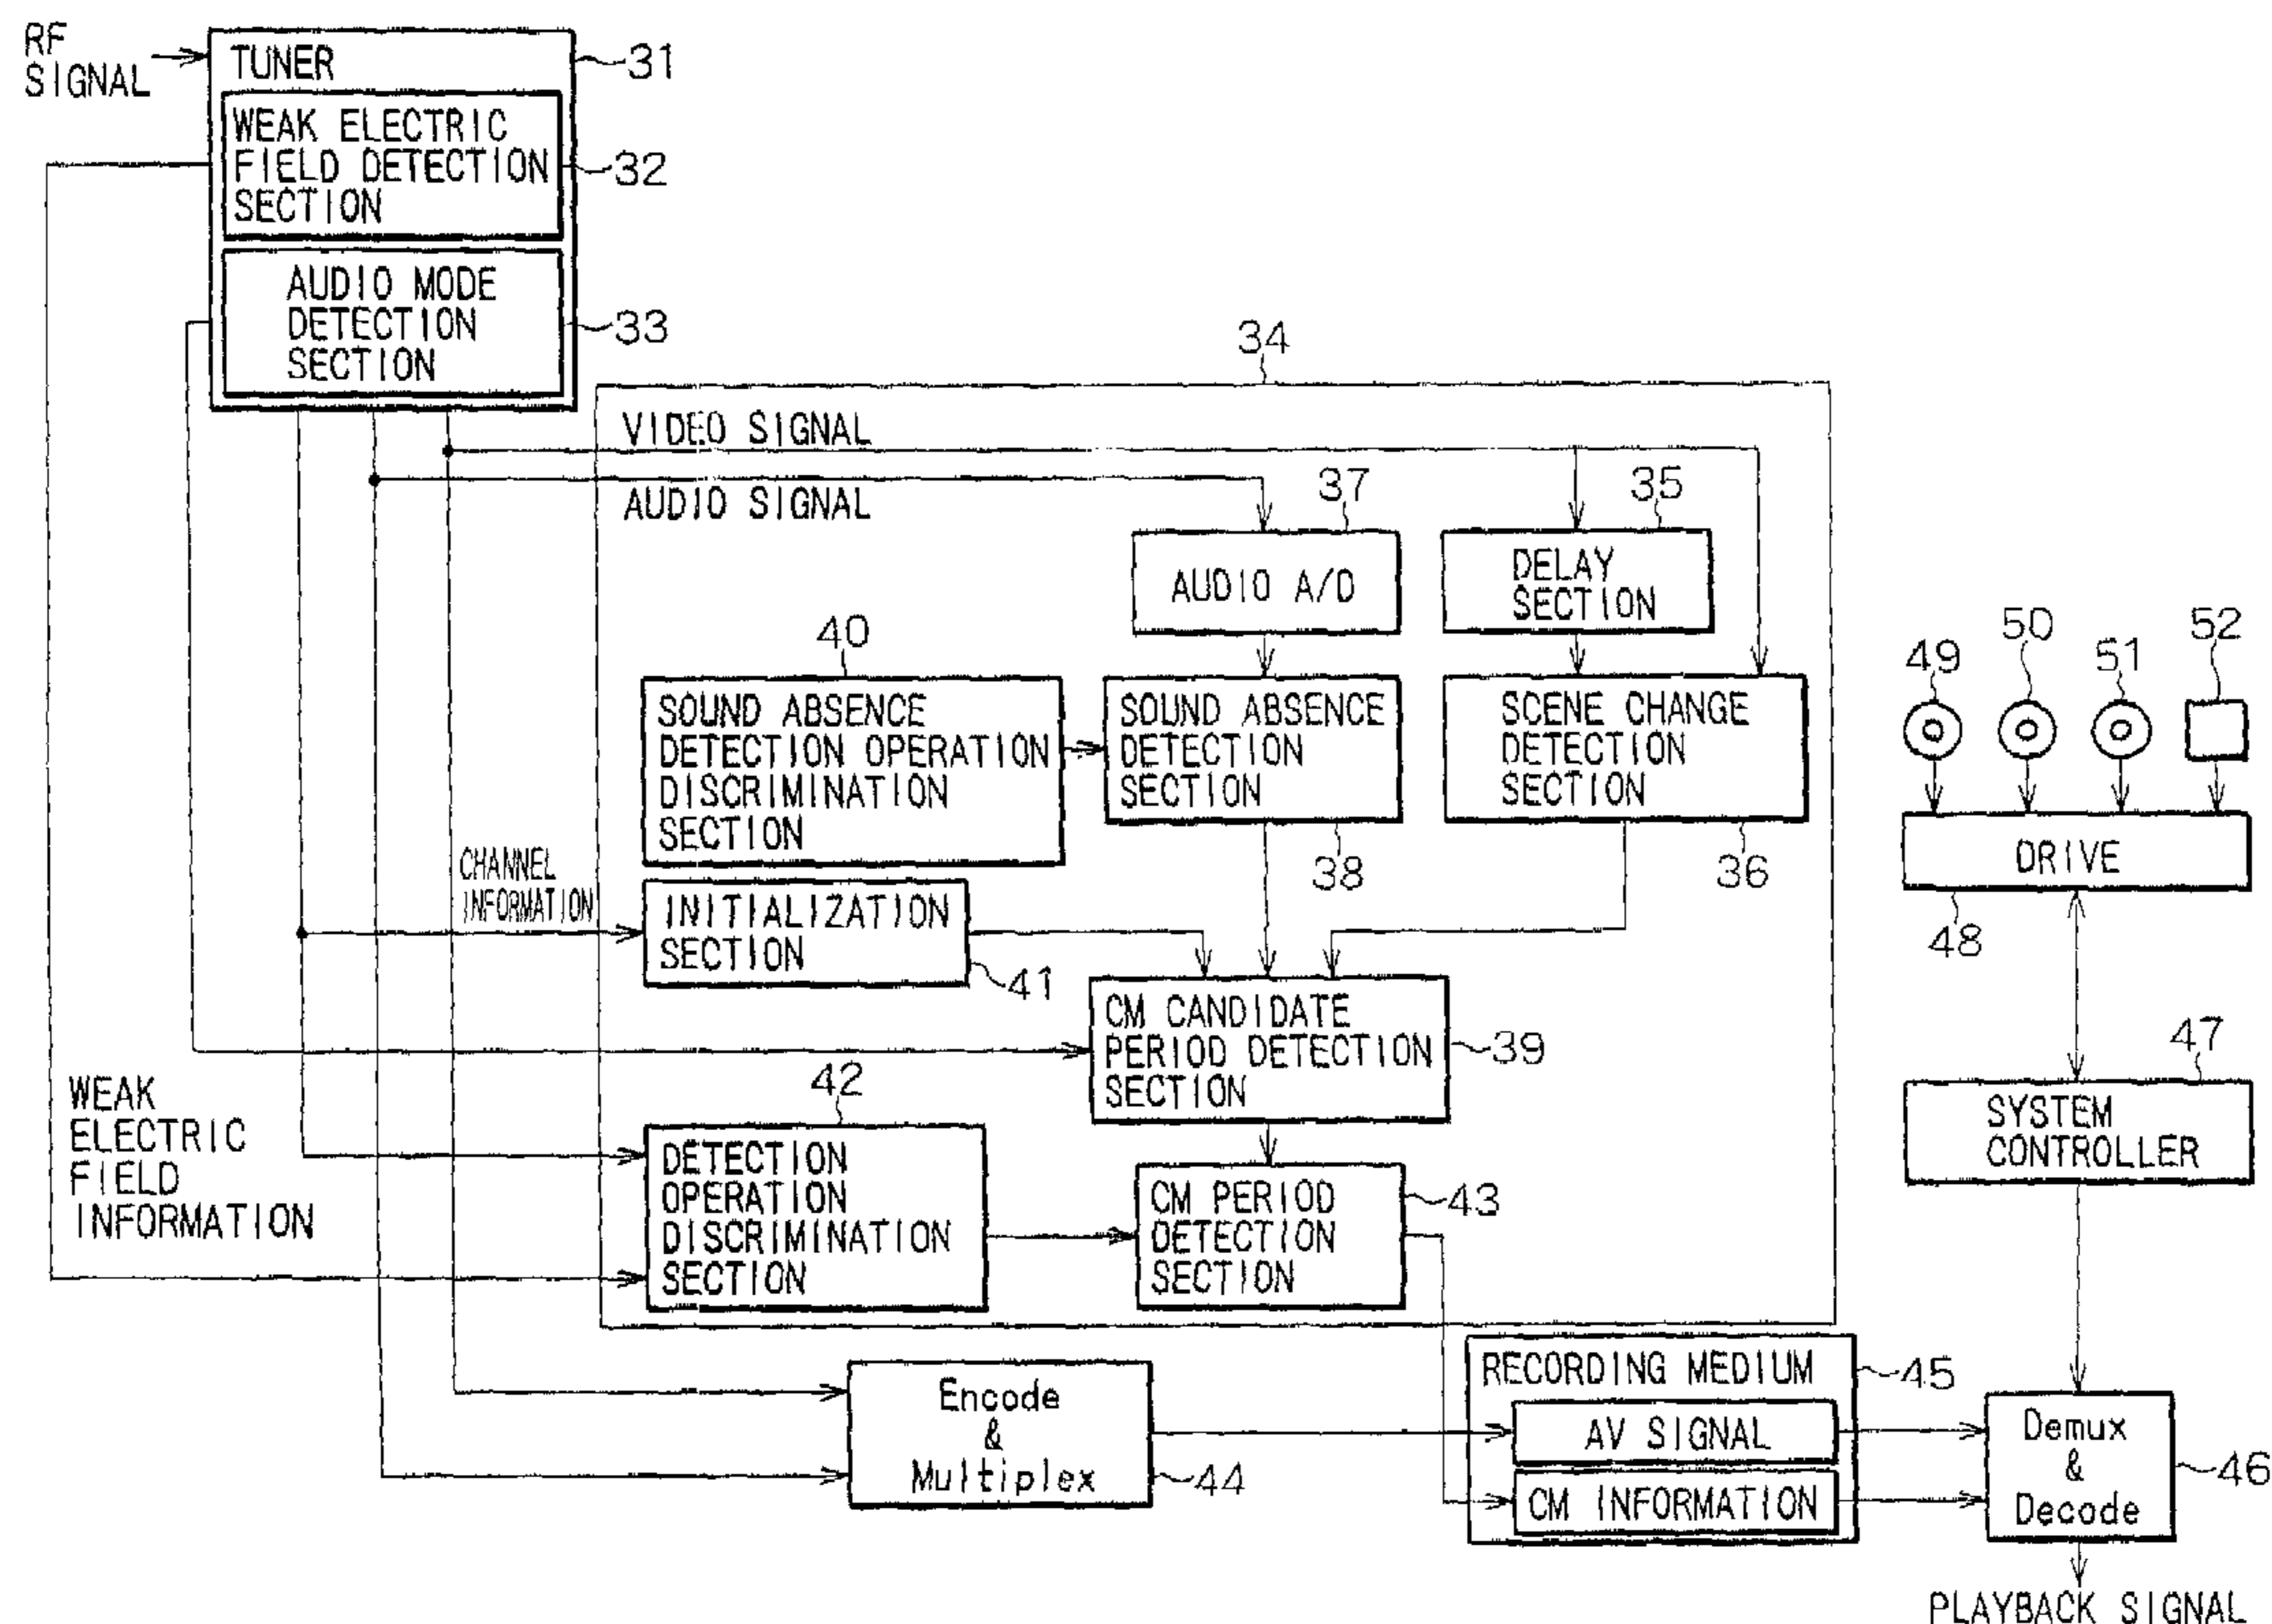 RF
SIGNAL
TUNER
31
WEAK ELECTRIC
FIELD DETECTION
SECTION
32
AUDIO MODE
DETECTION
SECTION
33
34
VIDEO SIGNAL
AUDIO SIGNAL
37
35
AUDIO A/D
DELAY
SECTION
40
SOUND ABSENCE
DETECTION OPERATION
DISCRIMINATION
SECTION
SOUND ABSENCE
DETECTION
SECTION
38
SCENE CHANGE
DETECTION
SECTION
36
49
50
51
52
DRIVE
48
CHANNEL
INFORMATION
INITIALIZATION
SECTION
41
CM CANDIDATE
PERIOD DETECTION
SECTION
39
47
SYSTEM
CONTROLLER
WEAK
ELECTRIC
FIELD
INFORMATION
42
DETECTION
OPERATION
DISCRIMINATION
SECTION
CM PERIOD
DETECTION
SECTION
43
Encode
&
Multiplex
44
RECORDING MEDIUM
45
AV SIGNAL
CM INFORMATION
Demux
&
Decode
46
PLAYBACK SIGNAL